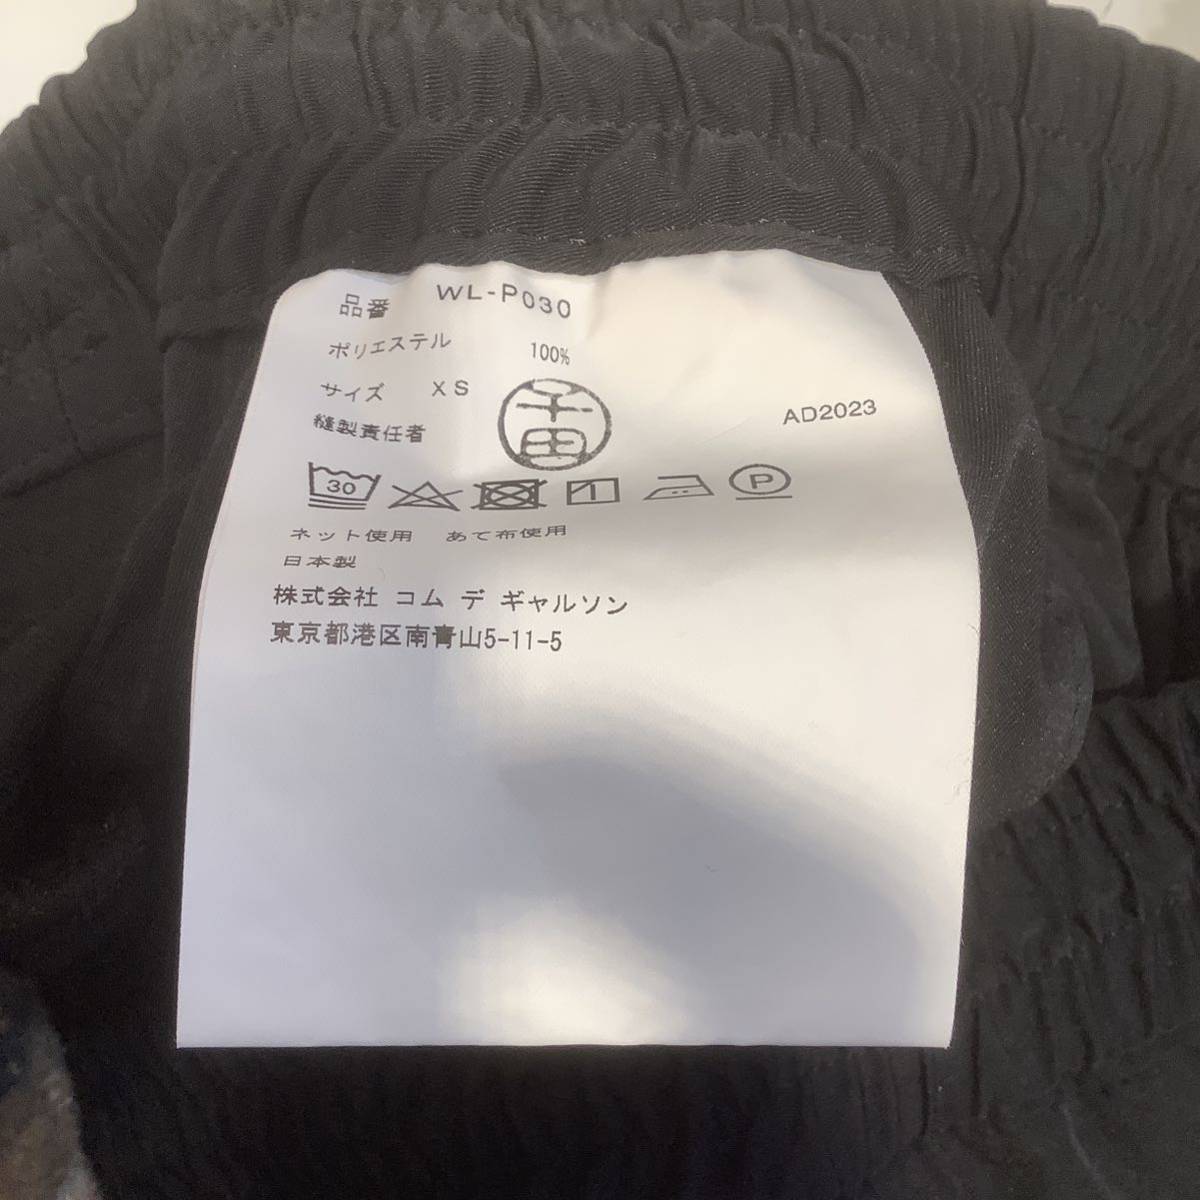 品番 WL-P030
ポリエステル 100%
サイズ XS
縫製責任者 千田
AD2023
30 P
ネット使用 あて布使用
日本製
株式会社 コム デ ギャルソン
東京都港区南青山5-11-5